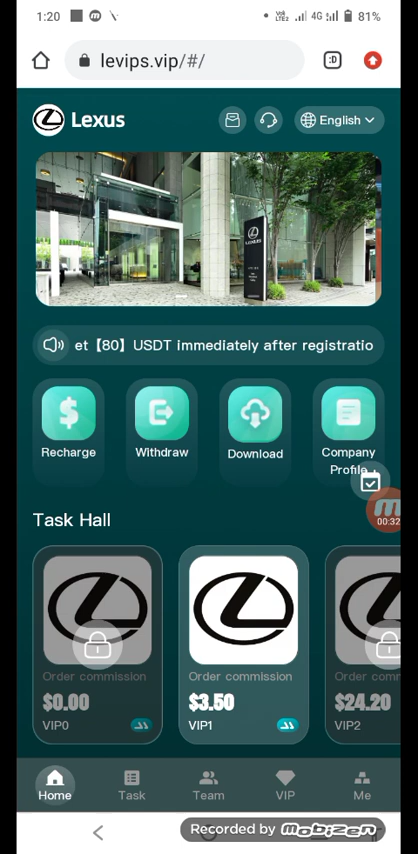 1:20
4G
81%
levips.vip/#/
:D
Lexus
English
et【80】USDT immediately after registratio
Recharge
Withdraw
Download
Company
Profile
00:32
Task Hall
Order commission
$0.00
VIP0
Order commission
$3.50
VIP1
Order comm
$24.20
VIP2
Home
Task
Team
VIP
Me
Recorded by mobizen